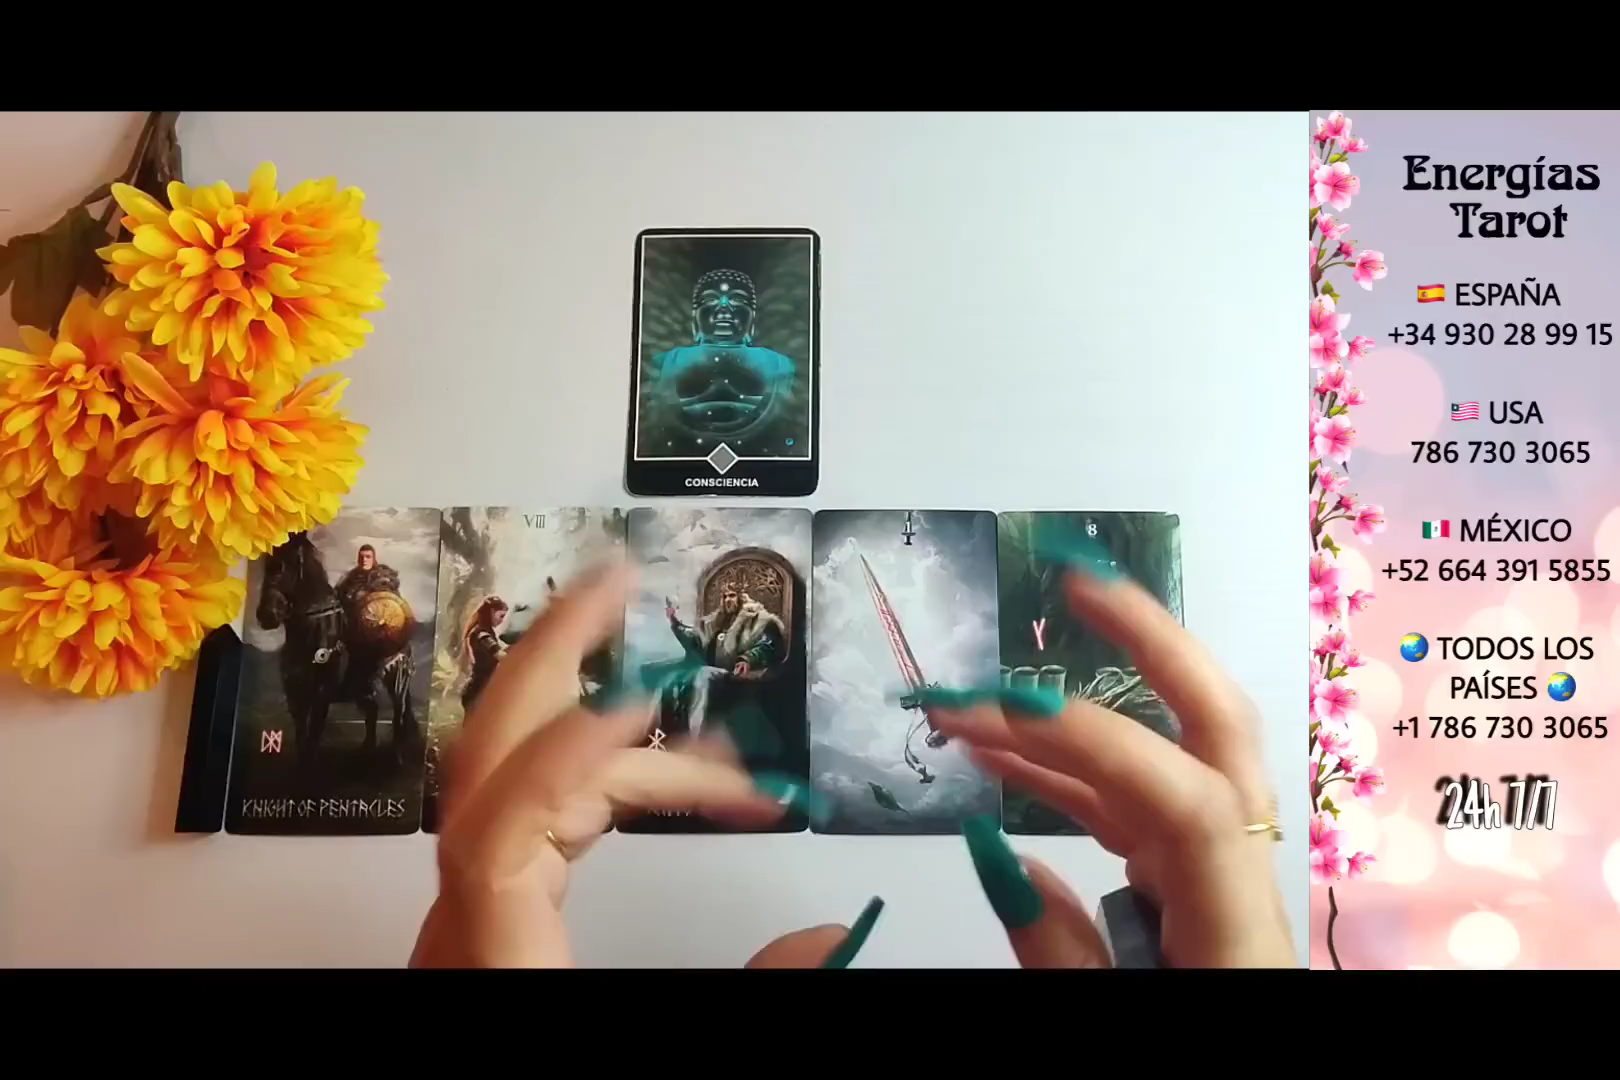 CONSCIENCIA
VIII
1
8
KNIGHT OF PENTACLES
Energías
Tarot
ESPAÑA
+34 930 28 99 15
USA
786 730 3065
MÉXICO
+52 664 391 5855
TODOS LOS
PAÍSES
+1 786 730 3065
24h 7/7